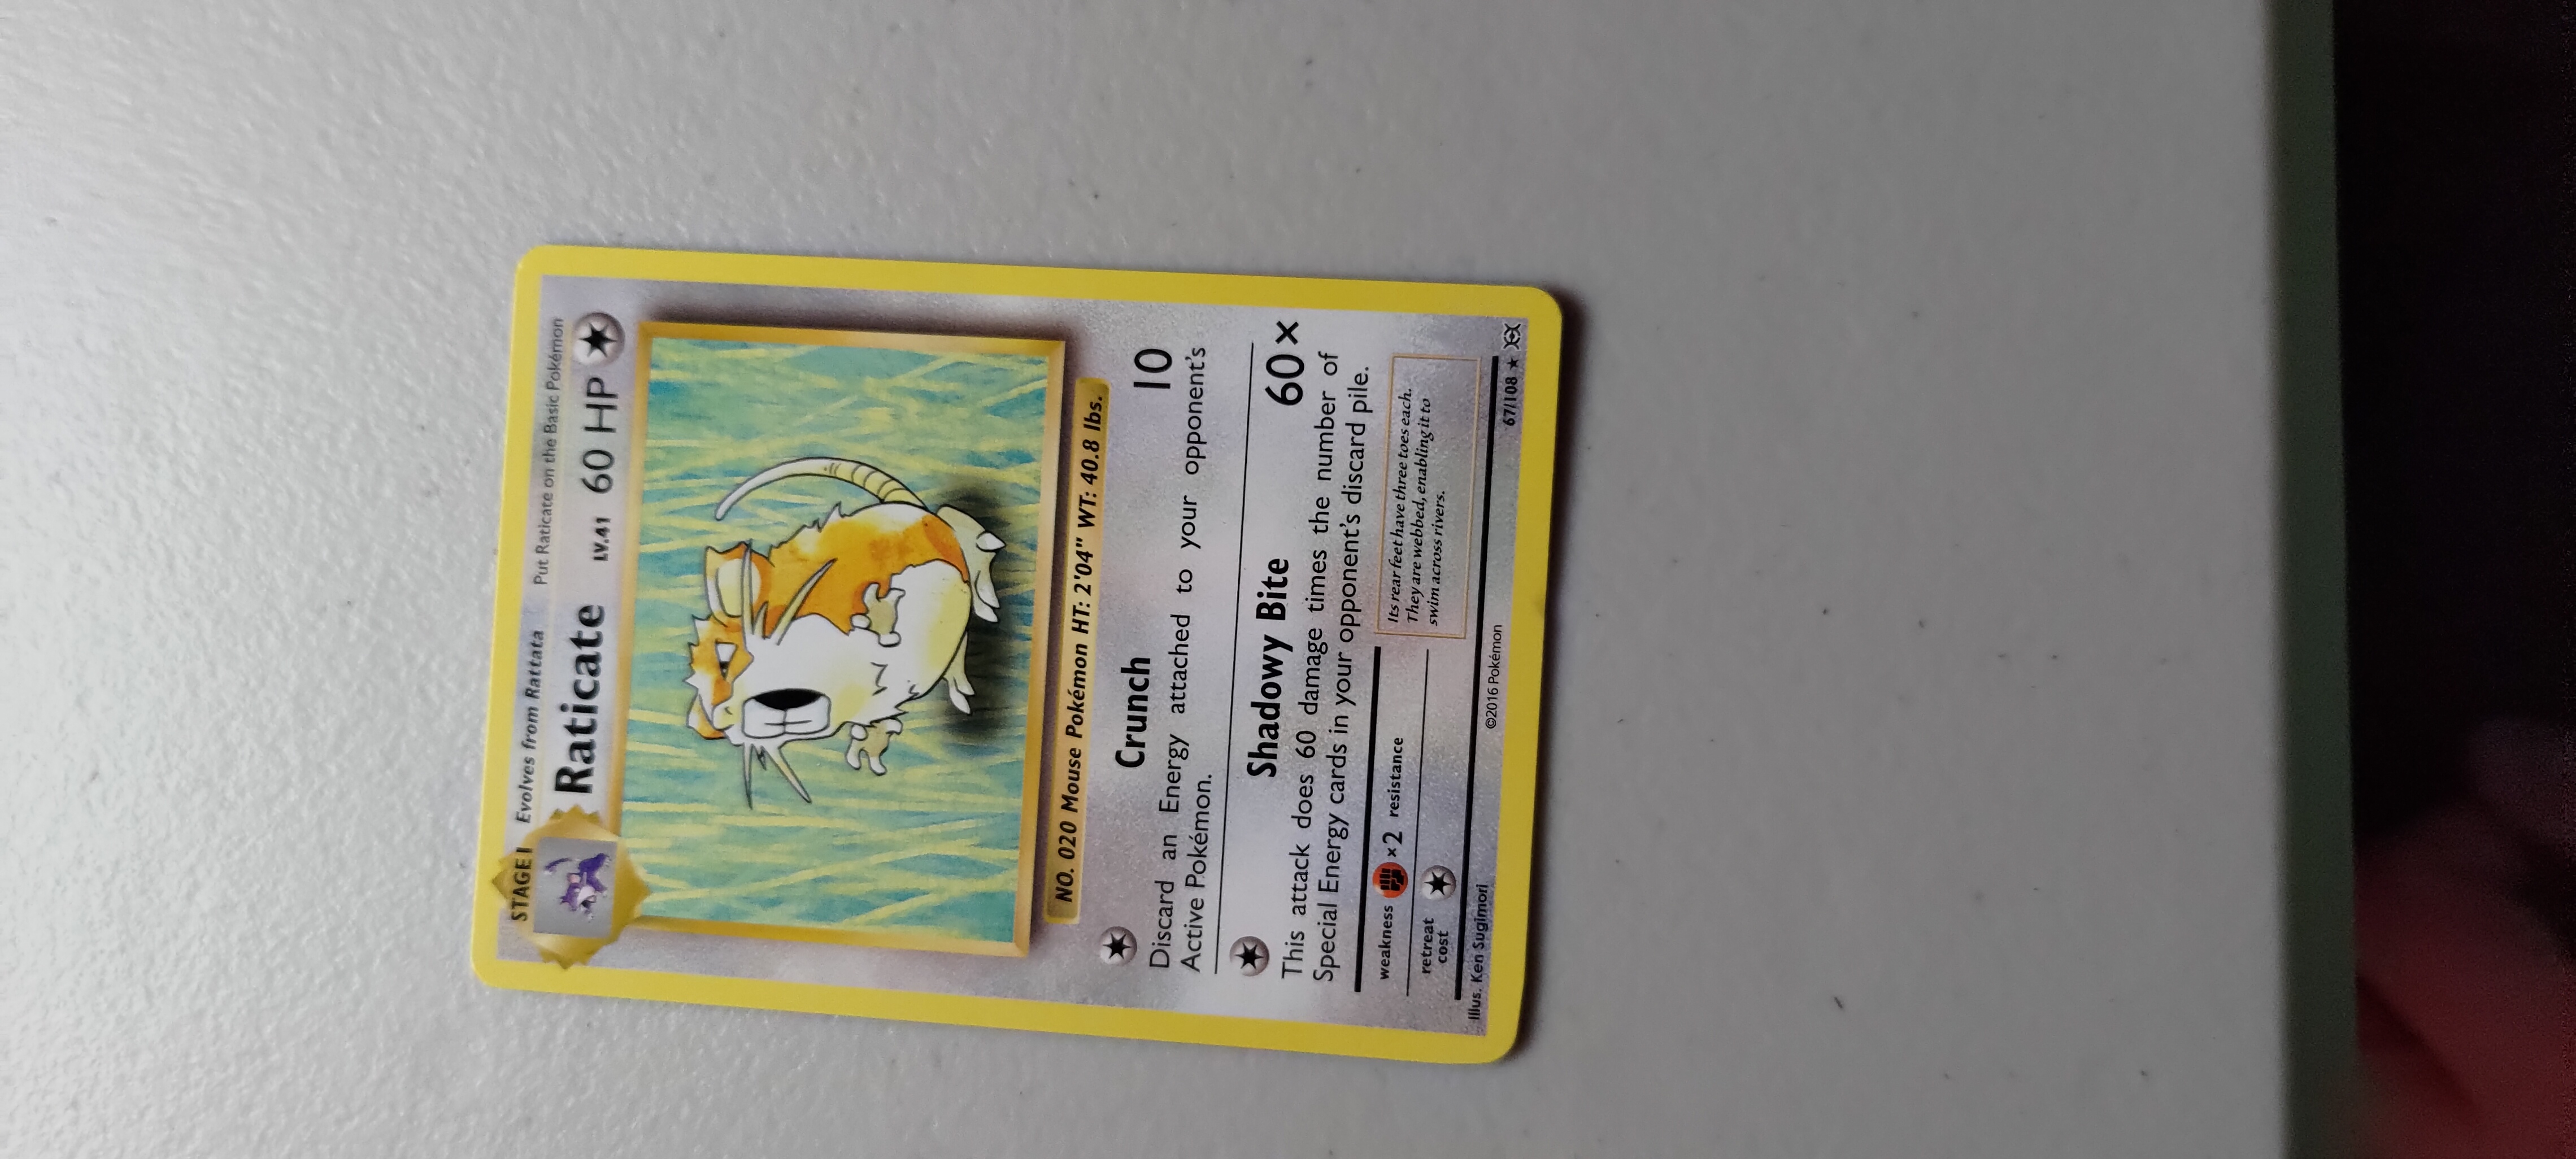 STAGE 1 Evolves from Rattata Put Raticate on the Basic Pokémon
Raticate LV.41 60 HP
NO. 020 Mouse Pokémon HT: 2'04" WT: 40.8 lbs.
Crunch 10
Discard an Energy attached to your opponent's
Active Pokémon.
Shadowy Bite 60×
This attack does 60 damage times the number of
Special Energy cards in your opponent's discard pile.
weakness ×2 resistance
retreat
cost
Its rear feet have three toes each.
They are webbed, enabling it to
swim across rivers.
Illus. Ken Sugimori
©2016 Pokémon
67/108 ★